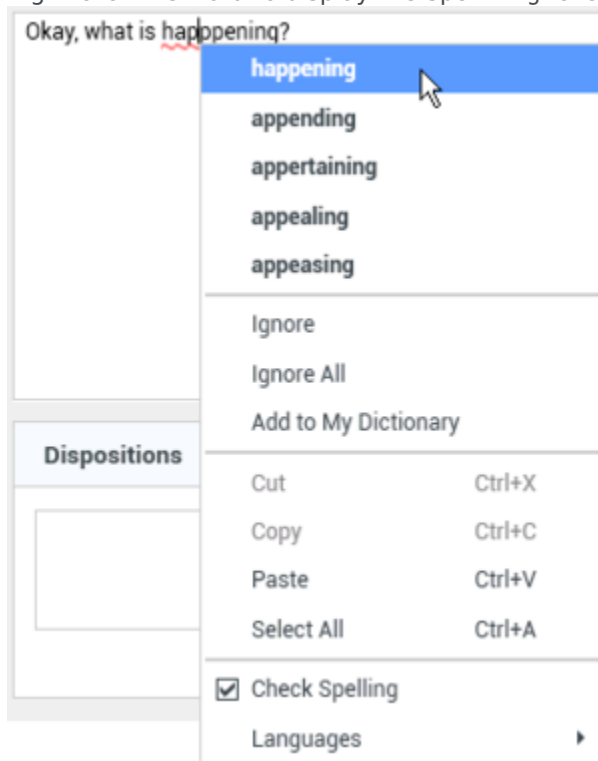 Okay, what is happpening?
happening
appending
appertaining
appealing
appeasing
Ignore
Ignore All
Add to My Dictionary
Dispositions
Cut Ctrl+X
Copy Ctrl+C
Paste Ctrl+V
Select All Ctrl+A
Check Spelling
Languages